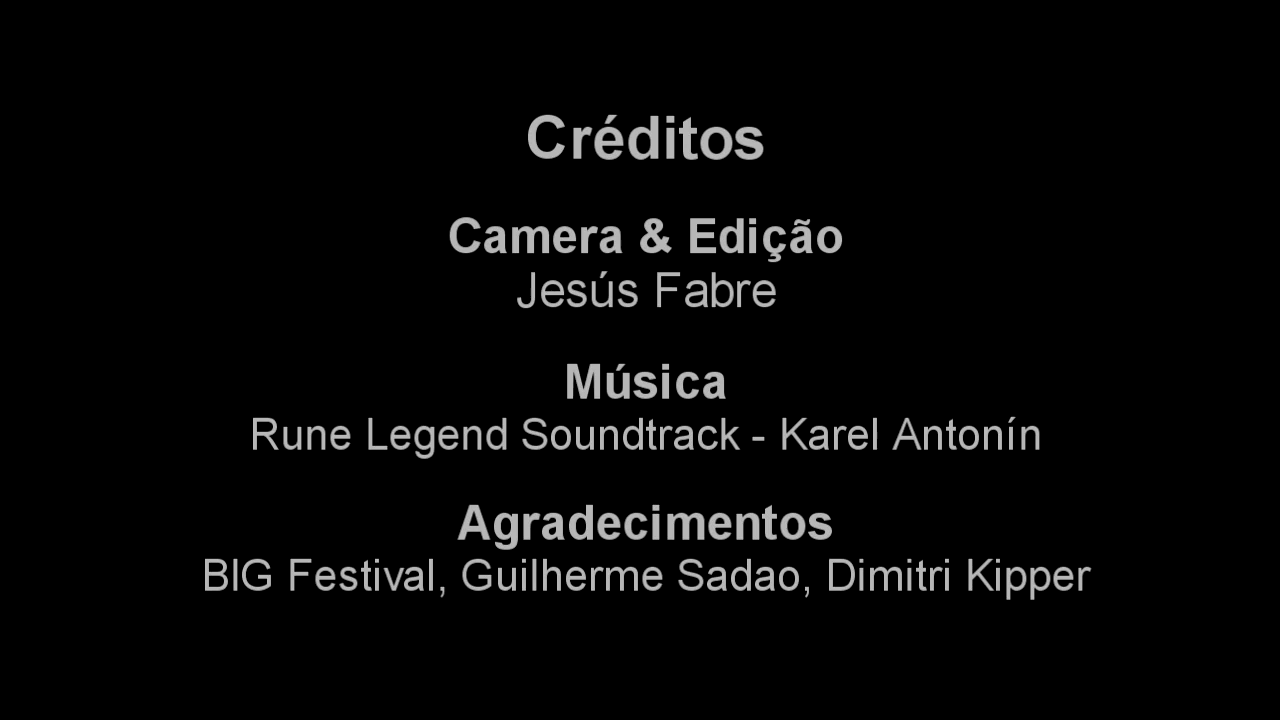 Créditos
Camera & Edição
Jesús Fabre
Música
Rune Legend Soundtrack - Karel Antonín
Agradecimentos
BIG Festival, Guilherme Sadao, Dimitri Kipper